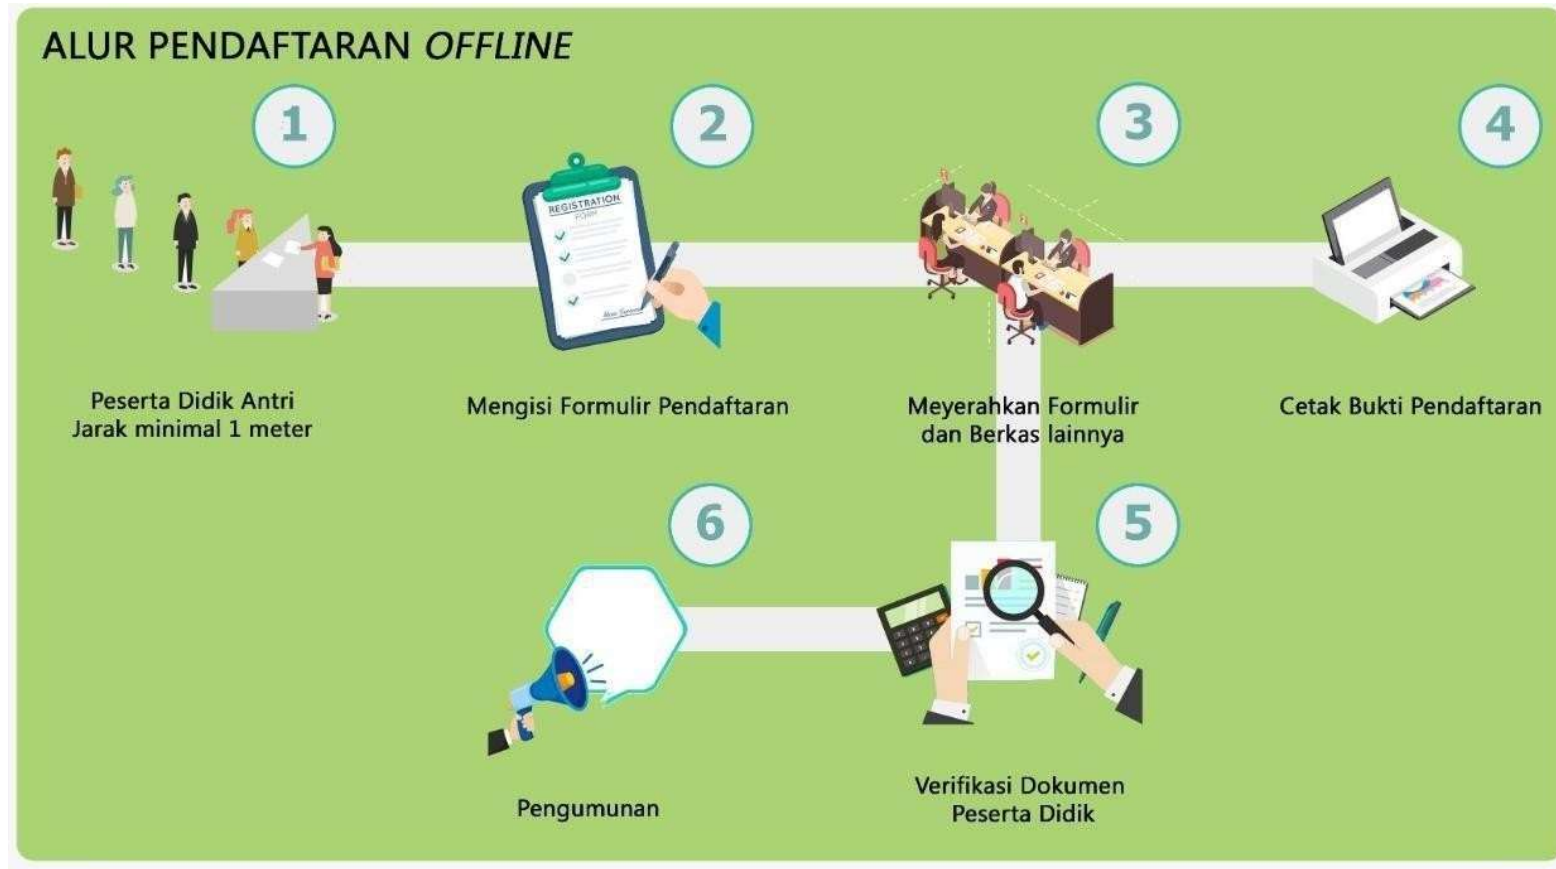 ALUR PENDAFTARAN OFFLINE
1
Peserta Didik Antri
Jarak minimal 1 meter
2
REGISTRATION
FORM
Mengisi Formulir Pendaftaran
3
Meyerahkan Formulir
dan Berkas lainnya
4
Cetak Bukti Pendaftaran
5
Verifikasi Dokumen
Peserta Didik
6
Pengumunan